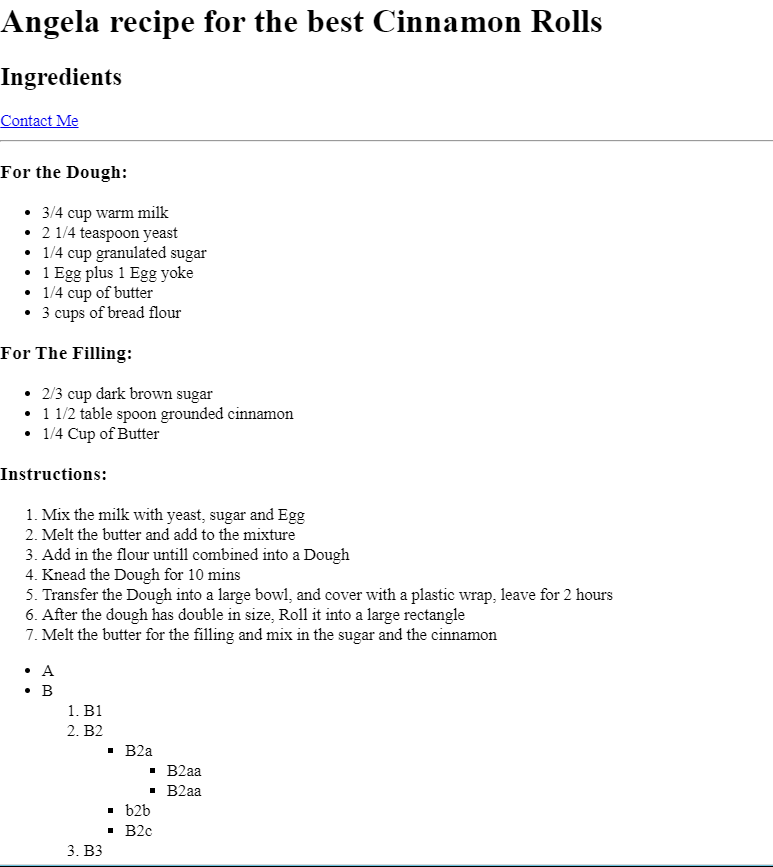 Angela recipe for the best Cinnamon Rolls
Ingredients
Contact Me
For the Dough:
• 3/4 cup warm milk
• 2 1/4 teaspoon yeast
• 1/4 cup granulated sugar
• 1 Egg plus 1 Egg yoke
• 1/4 cup of butter
• 3 cups of bread flour
For The Filling:
• 2/3 cup dark brown sugar
• 1 1/2 table spoon grounded cinnamon
• 1/4 Cup of Butter
Instructions:
1. Mix the milk with yeast, sugar and Egg
2. Melt the butter and add to the mixture
3. Add in the flour untill combined into a Dough
4. Knead the Dough for 10 mins
5. Transfer the Dough into a large bowl, and cover with a plastic wrap, leave for 2 hours
6. After the dough has double in size, Roll it into a large rectangle
7. Melt the butter for the filling and mix in the sugar and the cinnamon
• A
• B
1. B1
2. B2
▪ B2a
▪ B2aa
▪ B2aa
▪ b2b
▪ B2c
3. B3